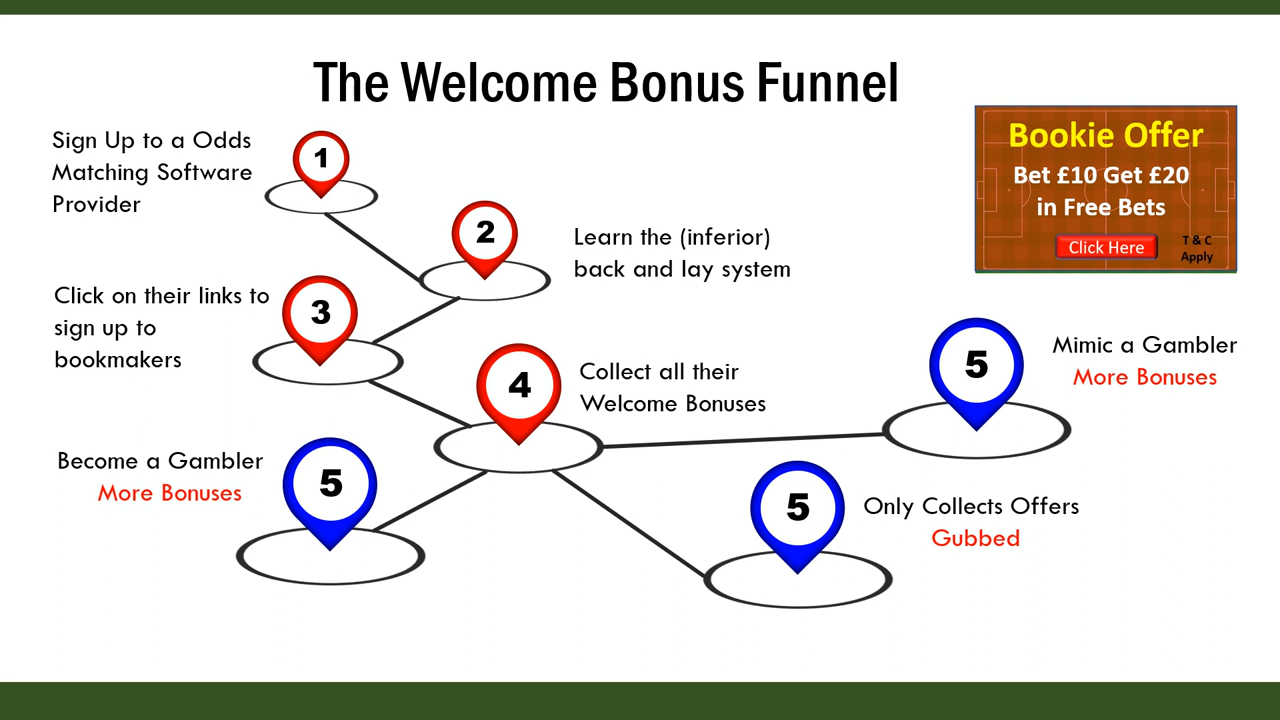 The Welcome Bonus Funnel
Sign Up to a Odds
Matching Software
Provider
1
Bookie Offer
Bet £10 Get £20
in Free Bets
Click Here
T & C
Apply
2
Learn the (inferior)
back and lay system
Click on their links to
sign up to
bookmakers
3
4
Collect all their
Welcome Bonuses
5
Mimic a Gambler
More Bonuses
Become a Gambler
More Bonuses
5
5
Only Collects Offers
Gubbed